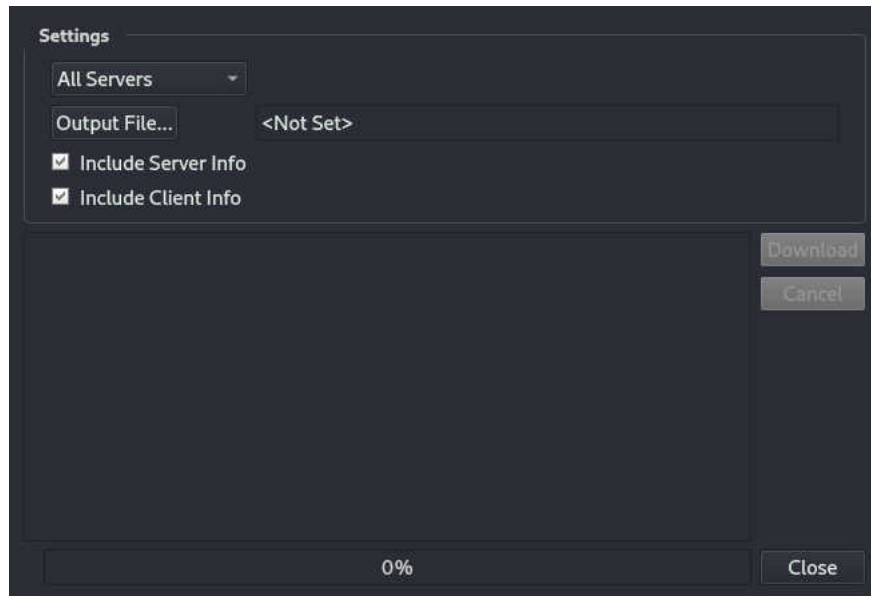 Settings
All Servers
Output File... <Not Set>
Include Server Info
Include Client Info
Download
Cancel
0% Close